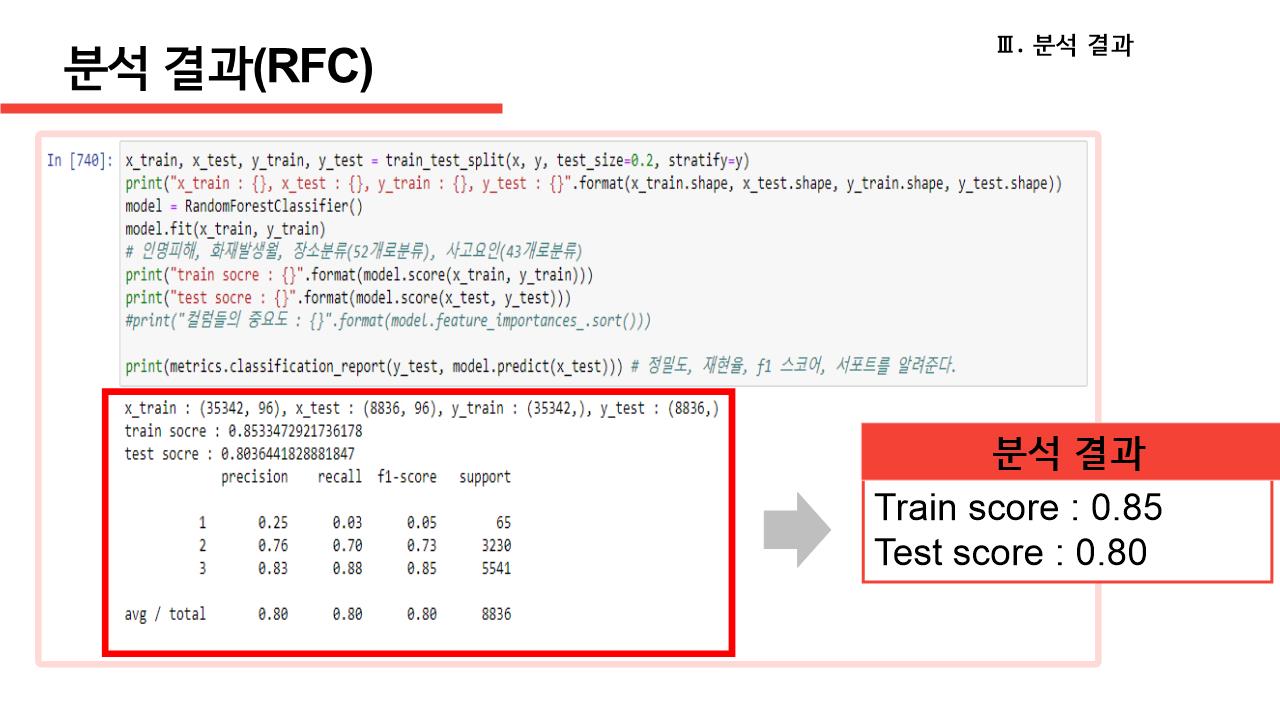 Ⅲ. 분석 결과
분석 결과(RFC)
In [740]: x_train, x_test, y_train, y_test = train_test_split(x, y, test_size=0.2, stratify=y)
print("x_train : {}, x_test : {}, y_train : {}, y_test : {}".format(x_train.shape, x_test.shape, y_train.shape, y_test.shape))
model = RandomForestClassifier()
model.fit(x_train, y_train)
# 인명피해, 화재발생월, 장소분류(52개로분류), 사고요인(43개로분류)
print("train socre : {}".format(model.score(x_train, y_train)))
print("test socre : {}".format(model.score(x_test, y_test)))
#print("컬럼들의 중요도 : {}".format(model.feature_importances_.sort()))
print(metrics.classification_report(y_test, model.predict(x_test))) # 정밀도, 재현율, f1 스코어, 서포트를 알려준다.
x_train : (35342, 96), x_test : (8836, 96), y_train : (35342,), y_test : (8836,)
train socre : 0.8533472921736178
test socre : 0.8036441828881847
precision recall f1-score support
1 0.25 0.03 0.05 65
2 0.76 0.70 0.73 3230
3 0.83 0.88 0.85 5541
avg / total 0.80 0.80 0.80 8836
분석 결과
Train score : 0.85
Test score : 0.80